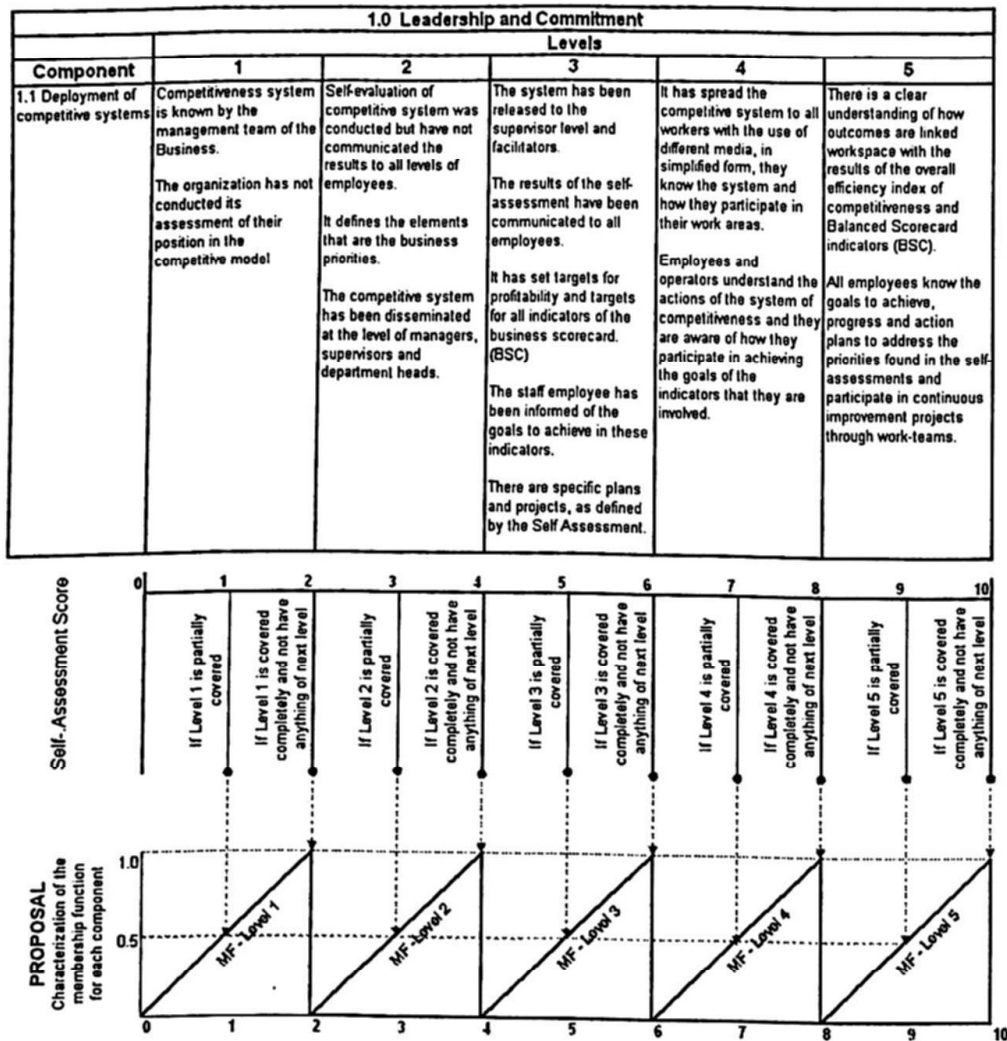 1.0 Leadership and Commitment
Levels
Component
1
2
3
4
5
1.1 Deployment of
competitive systems
Competitiveness system
is known by the
management team of the
Business.
The organization has not
conducted its
assessment of their
position in the
competitive model
Self-evaluation of
competitive system was
conducted but have not
communicated the
results to all levels of
employees.
It defines the elements
that are the business
priorities.
The competitive system
has been disseminated
at the level of managers,
supervisors and
department heads.
The system has been
released to the
supervisor level and
facilitators.
The results of the self-
assessment have been
communicated to all
employees.
It has set targets for
profitability and targets
for all indicators of the
business scorecard.
(BSC)
The staff employee has
been informed of the
goals to achieve in these
indicators.
There are specific plans
and projects, as defined
by the Self Assessment.
It has spread the
competitive system to all
workers with the use of
different media, in
simplified form, they
know the system and
how they participate in
their work areas.
Employees and
operators understand the
actions of the system of
competitiveness and they
are aware of how they
participate in achieving
the goals of the
indicators that they are
involved.
There is a clear
understanding of how
outcomes are linked
workspace with the
results of the overall
efficiency index of
competitiveness and
Balanced Scorecard
indicators (BSC).
All employees know the
goals to achieve,
progress and action
plans to address the
priorities found in the self-
assessments and
participate in continuous
improvement projects
through work-teams.
Self-.Assessment Score
0
1
2
3
4
5
6
7
8
9
10
If Level 1 is partially
covered
If Level 1 is covered
completely and not have
anything of next level
If Level 2 is partially
covered
If Level 2 is covered
completely and not have
anything of next level
If Level 3 is partially
covered
If Level 3 is covered
completely and not have
anything of next level
If Level 4 is partially
covered
If Level 4 is covered
completely and not have
anything of next level
If Level 5 is partially
covered
If Level 5 is covered
completely and not have
anything of next level
PROPOSAL
Characterization of the
membership function
for each component
1.0
0.5
MF - Level 1
MF - Level 2
MF - Level 3
MF - Level 4
MF - Level 5
0
1
2
3
4
5
6
7
8
9
10